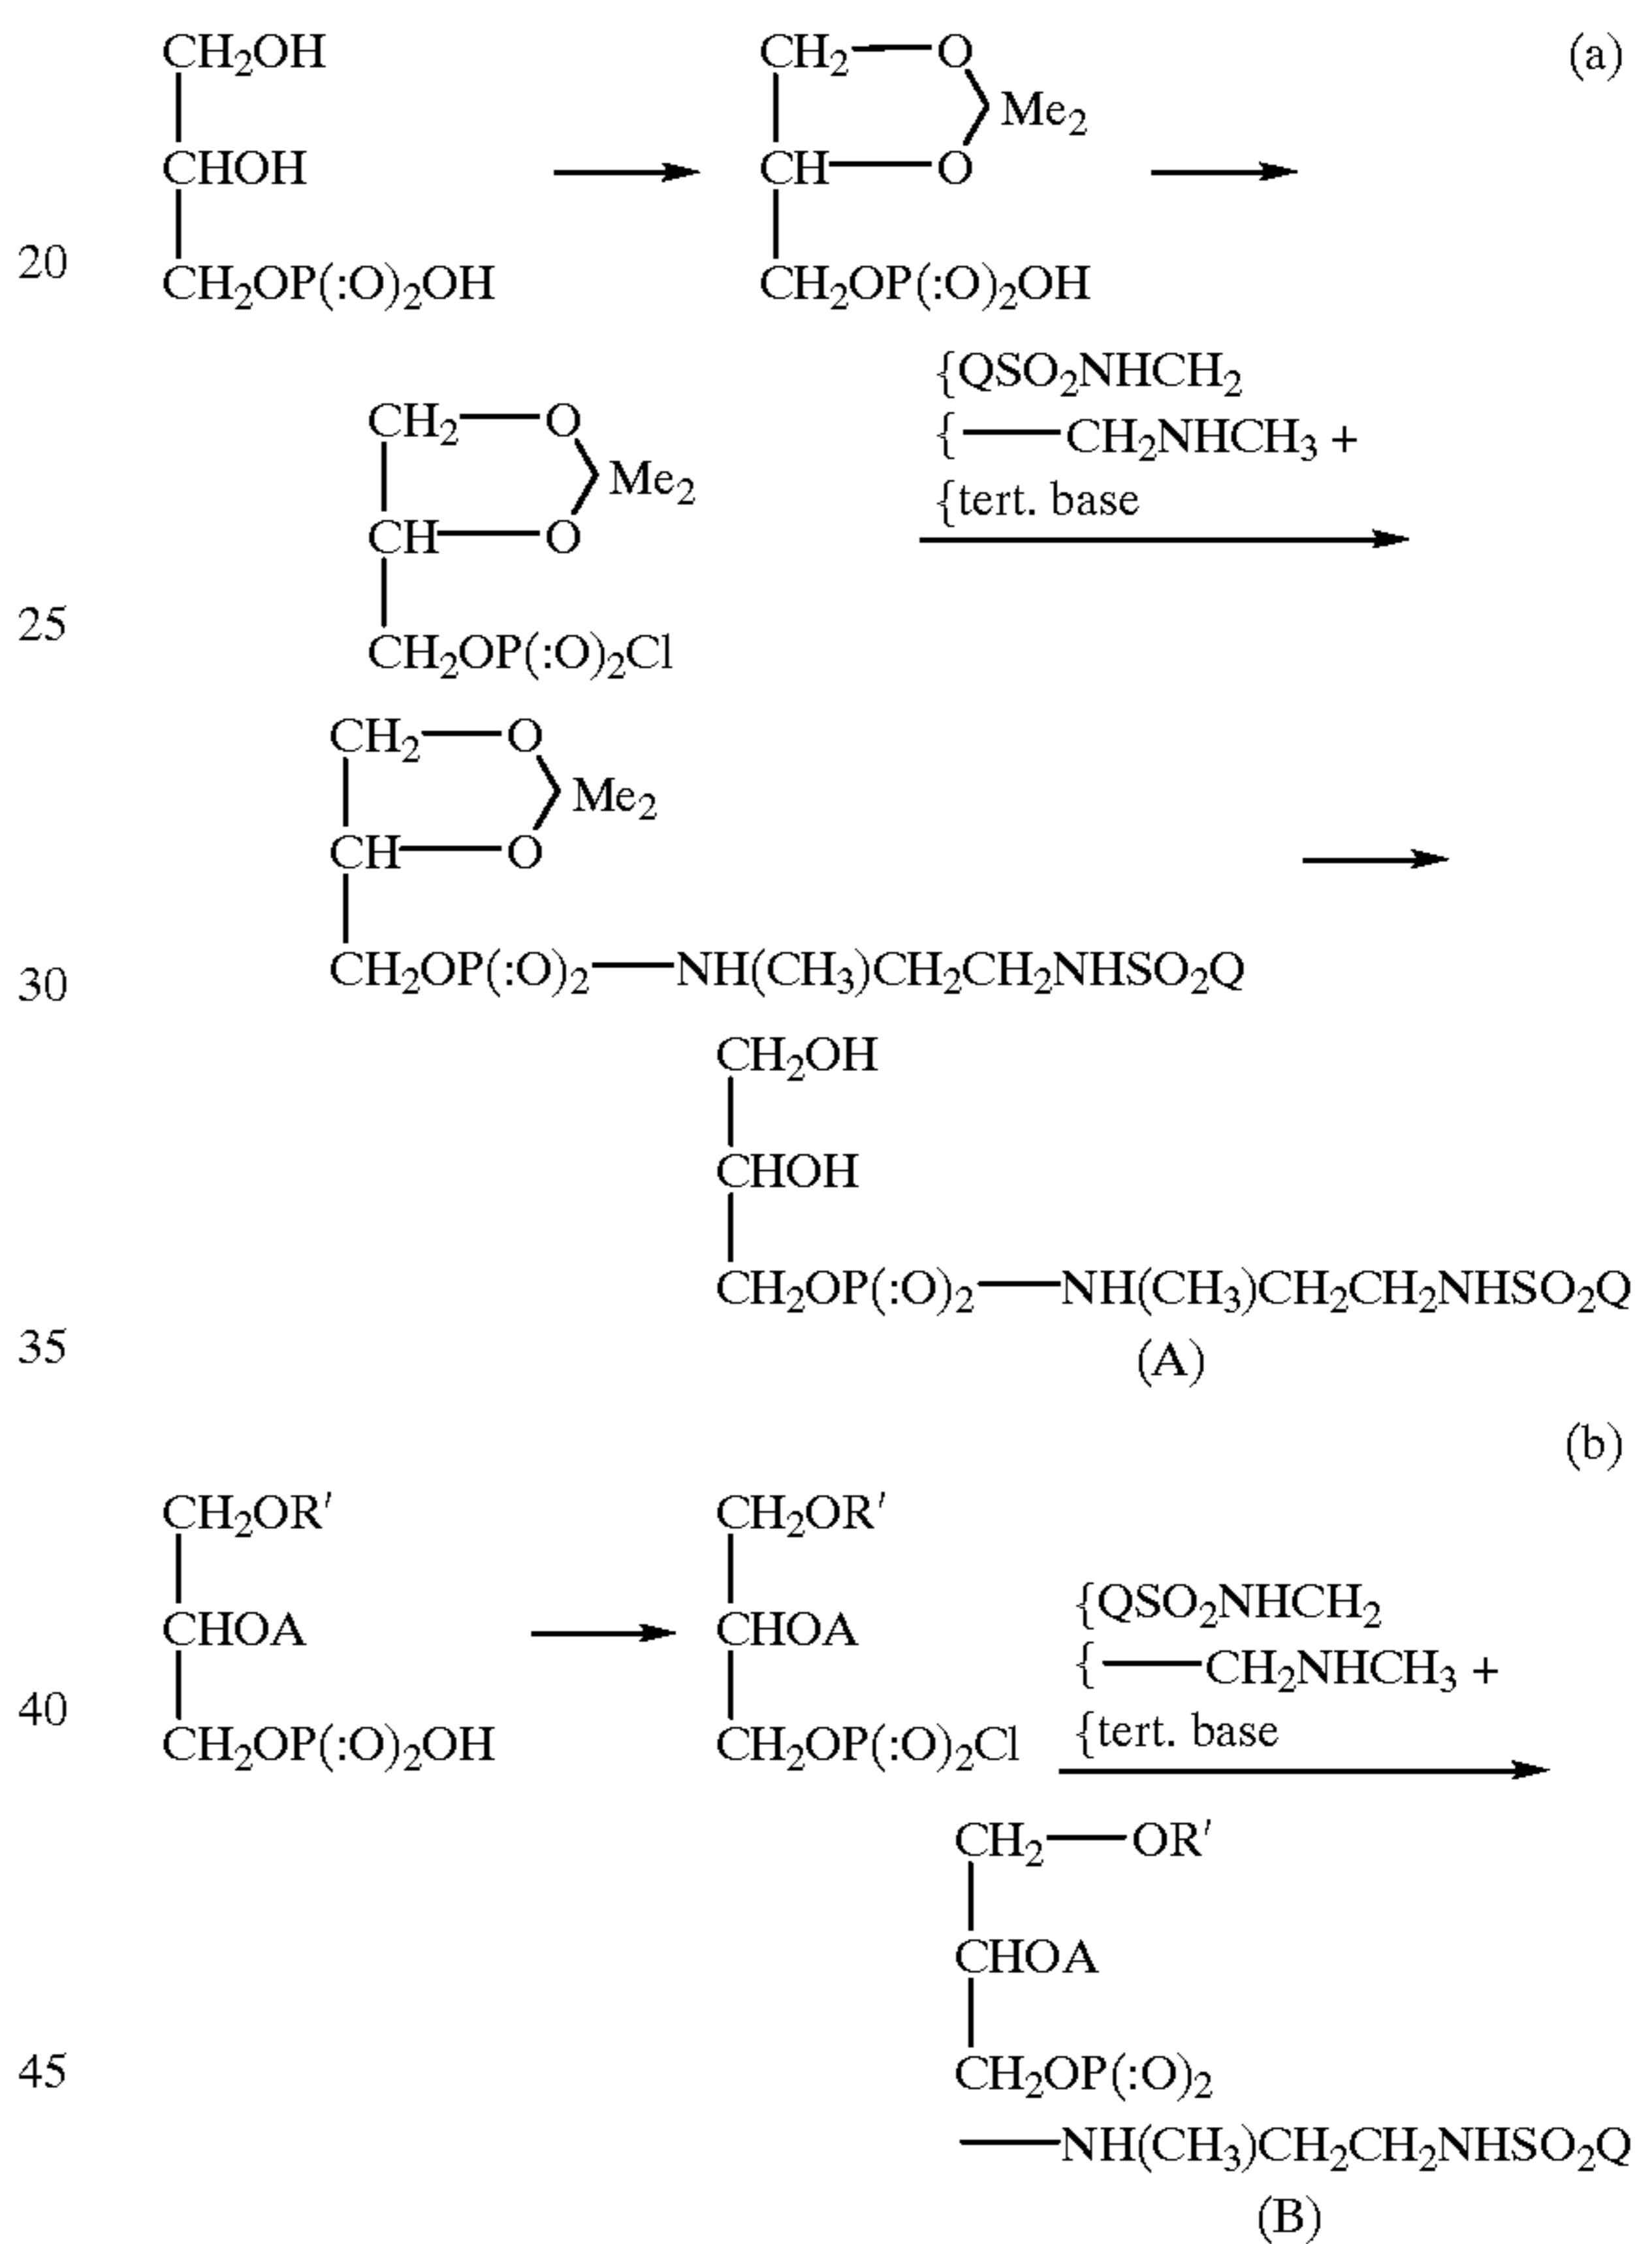 CH₂OH CH₂—O (a)
Me₂
CHOH CH—O
20
CH₂OP(:O)₂OH CH₂OP(:O)₂OH
{QSO₂NHCH₂
CH₂—O
{—CH₂NHCH₃ +
Me₂
{tert. base
CH—O
25
CH₂OP(:O)₂Cl
CH₂—O
Me₂
CH—O
30
CH₂OP(:O)₂—NH(CH₃)CH₂CH₂NHSO₂Q
CH₂OH
CHOH
CH₂OP(:O)₂—NH(CH₃)CH₂CH₂NHSO₂Q
35
(A)
(b)
CH₂OR′ CH₂OR′
{QSO₂NHCH₂
CHOA CHOA
{—CH₂NHCH₃ +
40
{tert. base
CH₂OP(:O)₂OH CH₂OP(:O)₂Cl
CH₂—OR′
CHOA
45
CH₂OP(:O)₂
—NH(CH₃)CH₂CH₂NHSO₂Q
(B)